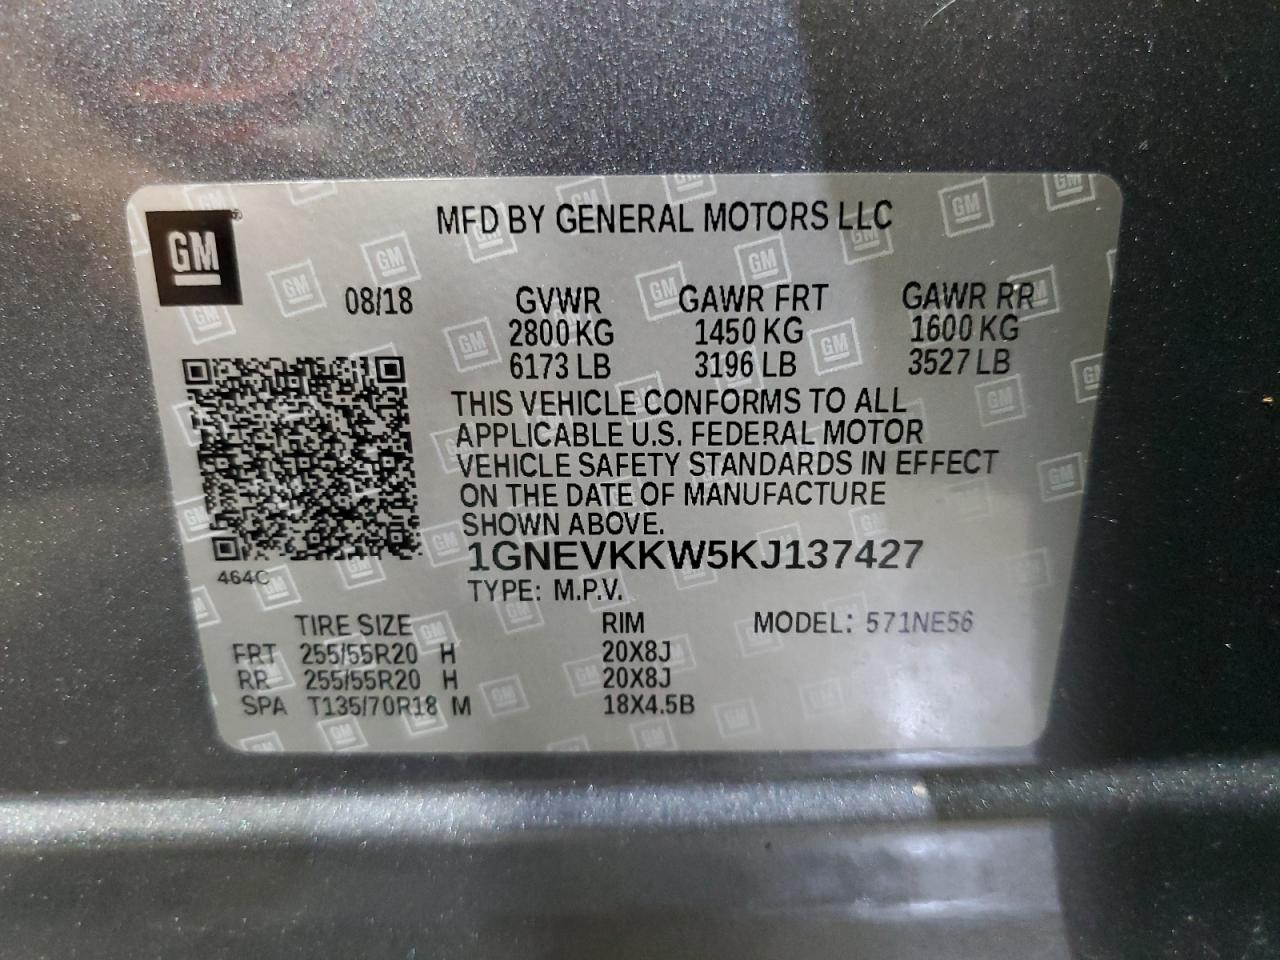 MFD BY GENERAL MOTORS LLC
GM
08/18 GVWR GAWR FRT GAWR RR
2800 KG 1450 KG 1600 KG
6173 LB 3196 LB 3527 LB
THIS VEHICLE CONFORMS TO ALL
APPLICABLE U.S. FEDERAL MOTOR
VEHICLE SAFETY STANDARDS IN EFFECT
ON THE DATE OF MANUFACTURE
SHOWN ABOVE.
1GNEVKKW5KJ137427
464C
TYPE: M.P.V.
TIRE SIZE RIM MODEL: 571NE56
FRT 255/55R20 H 20X8J
RR 255/55R20 H 20X8J
SPA T135/70R18 M 18X4.5B